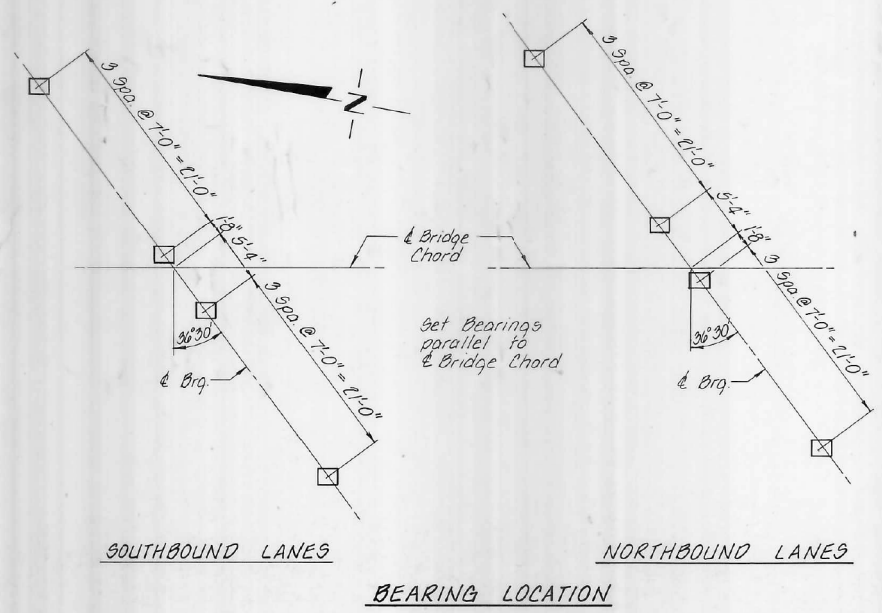 3 Spa. @ 7'-0" = 21'-0"
1'-8"
5'-4"
3 Spa. @ 7'-0" = 21'-0"
36°30'
℄ Brg.
SOUTHBOUND LANES
N
℄ Bridge
Chord
Set Bearings
parallel to
℄ Bridge Chord
3 Spa. @ 7'-0" = 21'-0"
5'-4"
1'-8"
3 Spa. @ 7'-0" = 21'-0"
36°30'
℄ Brg.
NORTHBOUND LANES
BEARING LOCATION